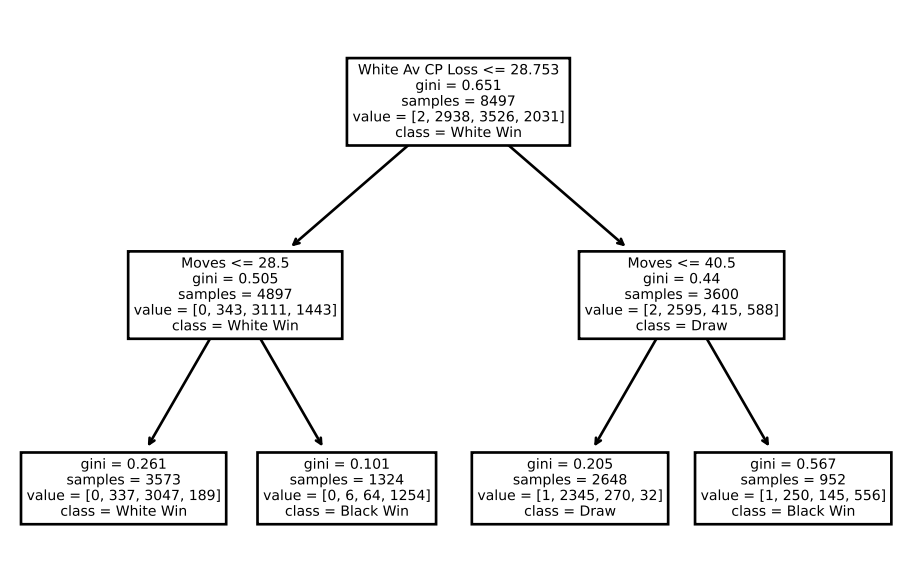 White Av CP Loss <= 28.753
gini = 0.651
samples = 8497
value = [2, 2938, 3526, 2031]
class = White Win
Moves <= 28.5
gini = 0.505
samples = 4897
value = [0, 343, 3111, 1443]
class = White Win
Moves <= 40.5
gini = 0.44
samples = 3600
value = [2, 2595, 415, 588]
class = Draw
gini = 0.261
samples = 3573
value = [0, 337, 3047, 189]
class = White Win
gini = 0.101
samples = 1324
value = [0, 6, 64, 1254]
class = Black Win
gini = 0.205
samples = 2648
value = [1, 2345, 270, 32]
class = Draw
gini = 0.567
samples = 952
value = [1, 250, 145, 556]
class = Black Win